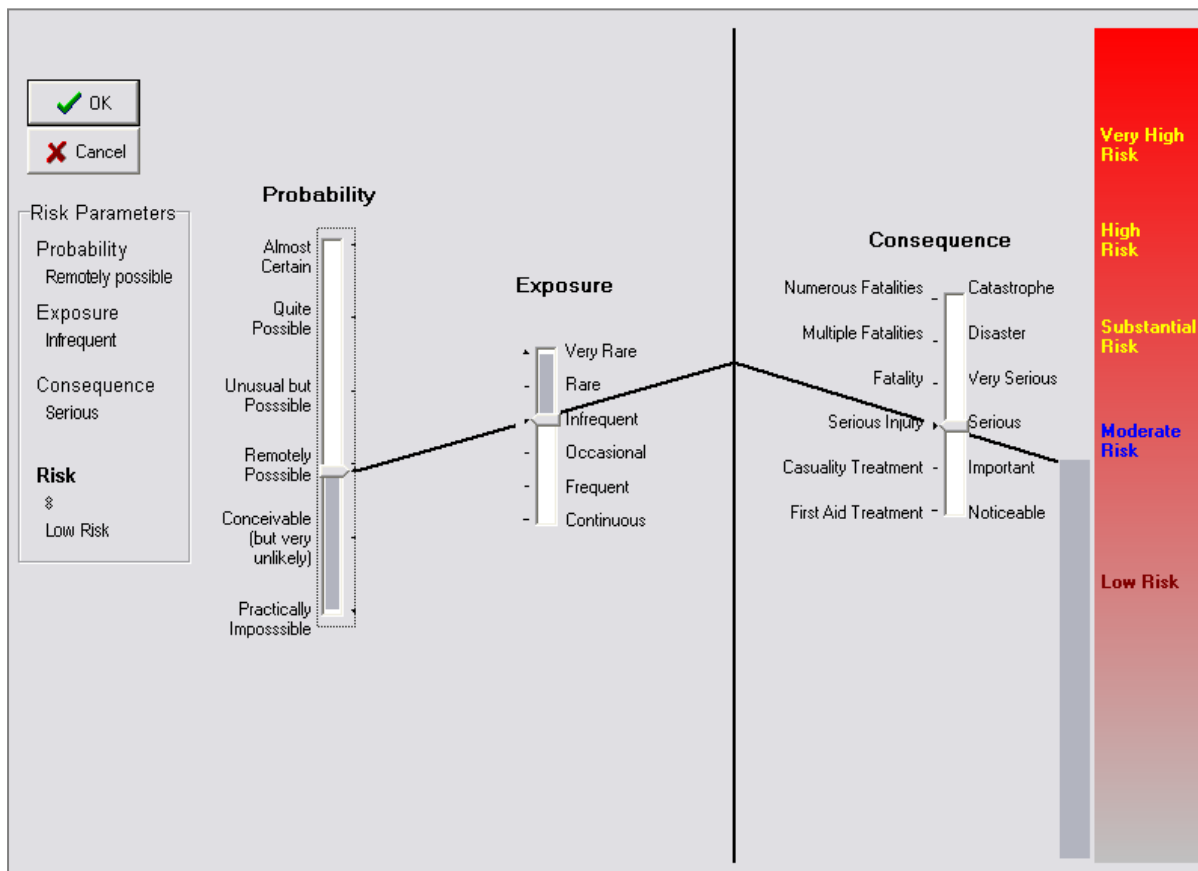 OK
Cancel
Risk Parameters
Probability
Remotely possible
Exposure
Infrequent
Consequence
Serious
Risk
8
Low Risk
Probability
Almost
Certain
Quite
Possible
Unusual but
Posssible
Remotely
Posssible
Conceivable
(but very
unlikely)
Practically
Imposssible
Exposure
Very Rare
Rare
Infrequent
Occasional
Frequent
Continuous
Consequence
Numerous Fatalities
Catastrophe
Multiple Fatalities
Disaster
Fatality
Very Serious
Serious Injury
Serious
Casuality Treatment
Important
First Aid Treatment
Noticeable
Very High
Risk
High
Risk
Substantial
Risk
Moderate
Risk
Low Risk